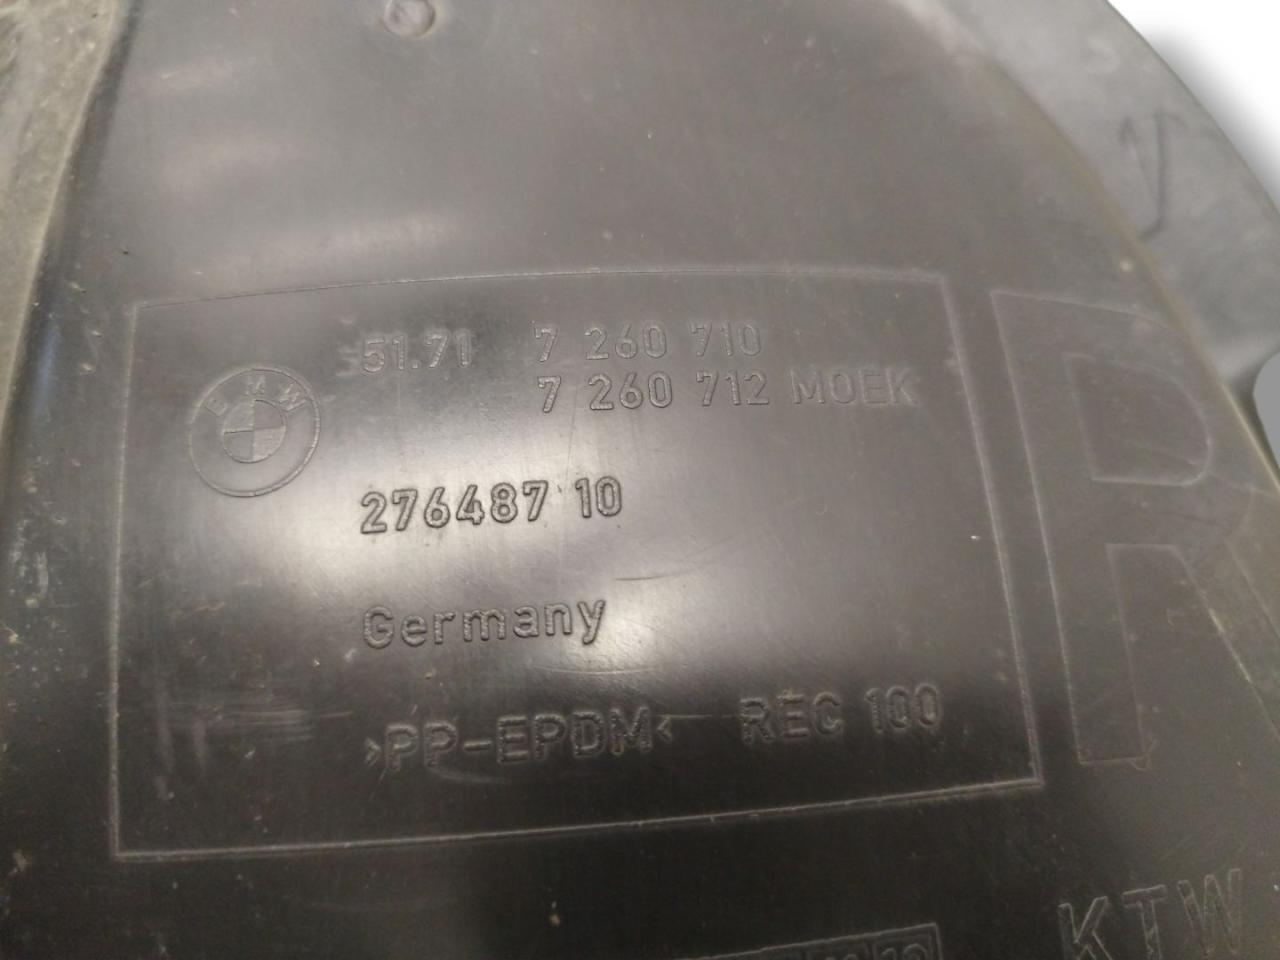 51.71 7 260 710
7 260 712 MOEK
BMW
276487 10
Germany
>PP-EPDM< REC 100
R
KTW